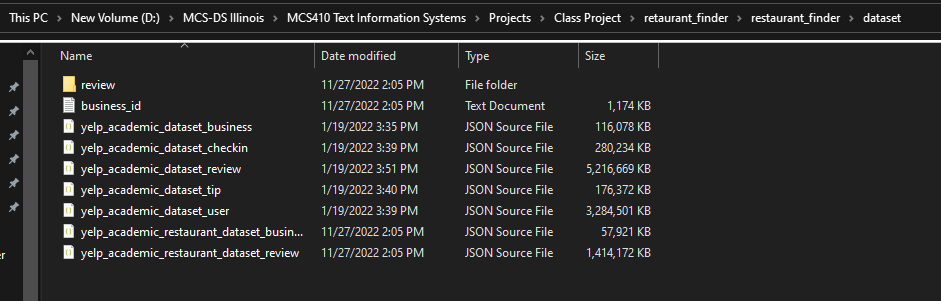 This PC > New Volume (D:) > MCS-DS Illinois > MCS410 Text Information Systems > Projects > Class Project > retaurant_finder > restaurant_finder > dataset
Name Date modified Type Size
review 11/27/2022 2:05 PM File folder
business_id 11/27/2022 2:05 PM Text Document 1,174 KB
yelp_academic_dataset_business 1/19/2022 3:35 PM JSON Source File 116,078 KB
yelp_academic_dataset_checkin 1/19/2022 3:39 PM JSON Source File 280,234 KB
yelp_academic_dataset_review 1/19/2022 3:51 PM JSON Source File 5,216,669 KB
yelp_academic_dataset_tip 1/19/2022 3:40 PM JSON Source File 176,372 KB
yelp_academic_dataset_user 1/19/2022 3:39 PM JSON Source File 3,284,501 KB
yelp_academic_restaurant_dataset_busin... 11/27/2022 2:05 PM JSON Source File 57,921 KB
yelp_academic_restaurant_dataset_review 11/27/2022 2:05 PM JSON Source File 1,414,172 KB